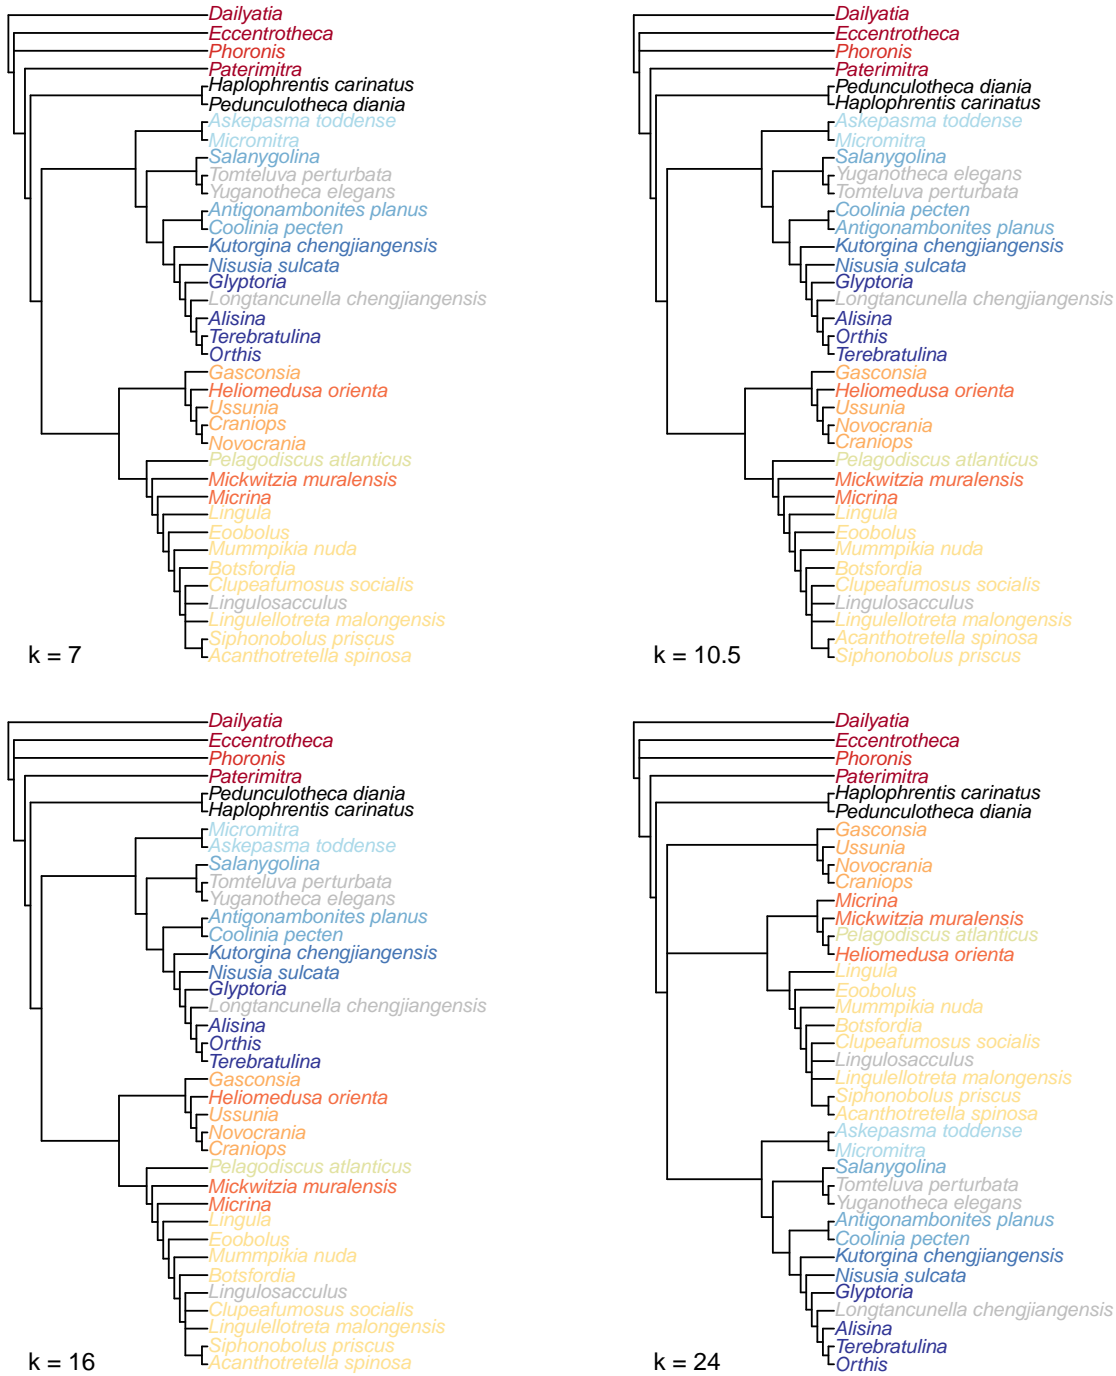 Dailyatia
Eccentrotheca
Phoronis
Paterimitra
Haplophrentis carinatus
Pedunculotheca diania
Askepasma toddense
Micromitra
Salanygolina
Tomteluva perturbata
Yuganotheca elegans
Antigonambonites planus
Coolinia pecten
Kutorgina chengjiangensis
Nisusia sulcata
Glyptoria
Longtancunella chengjiangensis
Alisina
Terebratulina
Orthis
Gasconsia
Heliomedusa orienta
Ussunia
Craniops
Novocrania
Pelagodiscus atlanticus
Mickwitzia muralensis
Micrina
Lingula
Eoobolus
Mummpikia nuda
Botsfordia
Clupeafumosus socialis
Lingulosacculus
Lingulellotreta malongensis
Siphonobolus priscus
Acanthotretella spinosa
k = 7
Dailyatia
Eccentrotheca
Phoronis
Paterimitra
Pedunculotheca diania
Haplophrentis carinatus
Askepasma toddense
Micromitra
Salanygolina
Yuganotheca elegans
Tomteluva perturbata
Coolinia pecten
Antigonambonites planus
Kutorgina chengjiangensis
Nisusia sulcata
Glyptoria
Longtancunella chengjiangensis
Alisina
Orthis
Terebratulina
Gasconsia
Heliomedusa orienta
Ussunia
Novocrania
Craniops
Pelagodiscus atlanticus
Mickwitzia muralensis
Micrina
Lingula
Eoobolus
Mummpikia nuda
Botsfordia
Clupeafumosus socialis
Lingulosacculus
Lingulellotreta malongensis
Acanthotretella spinosa
Siphonobolus priscus
k = 10.5
Dailyatia
Eccentrotheca
Phoronis
Paterimitra
Pedunculotheca diania
Haplophrentis carinatus
Micromitra
Askepasma toddense
Salanygolina
Tomteluva perturbata
Yuganotheca elegans
Antigonambonites planus
Coolinia pecten
Kutorgina chengjiangensis
Nisusia sulcata
Glyptoria
Longtancunella chengjiangensis
Alisina
Orthis
Terebratulina
Gasconsia
Heliomedusa orienta
Ussunia
Novocrania
Craniops
Pelagodiscus atlanticus
Mickwitzia muralensis
Micrina
Lingula
Eoobolus
Mummpikia nuda
Botsfordia
Lingulosacculus
Clupeafumosus socialis
Lingulellotreta malongensis
Siphonobolus priscus
Acanthotretella spinosa
k = 16
Dailyatia
Eccentrotheca
Phoronis
Paterimitra
Haplophrentis carinatus
Pedunculotheca diania
Gasconsia
Ussunia
Novocrania
Craniops
Micrina
Mickwitzia muralensis
Pelagodiscus atlanticus
Heliomedusa orienta
Lingula
Eoobolus
Mummpikia nuda
Botsfordia
Clupeafumosus socialis
Lingulosacculus
Lingulellotreta malongensis
Siphonobolus priscus
Acanthotretella spinosa
Askepasma toddense
Micromitra
Salanygolina
Tomteluva perturbata
Yuganotheca elegans
Antigonambonites planus
Coolinia pecten
Kutorgina chengjiangensis
Nisusia sulcata
Glyptoria
Longtancunella chengjiangensis
Alisina
Terebratulina
Orthis
k = 24